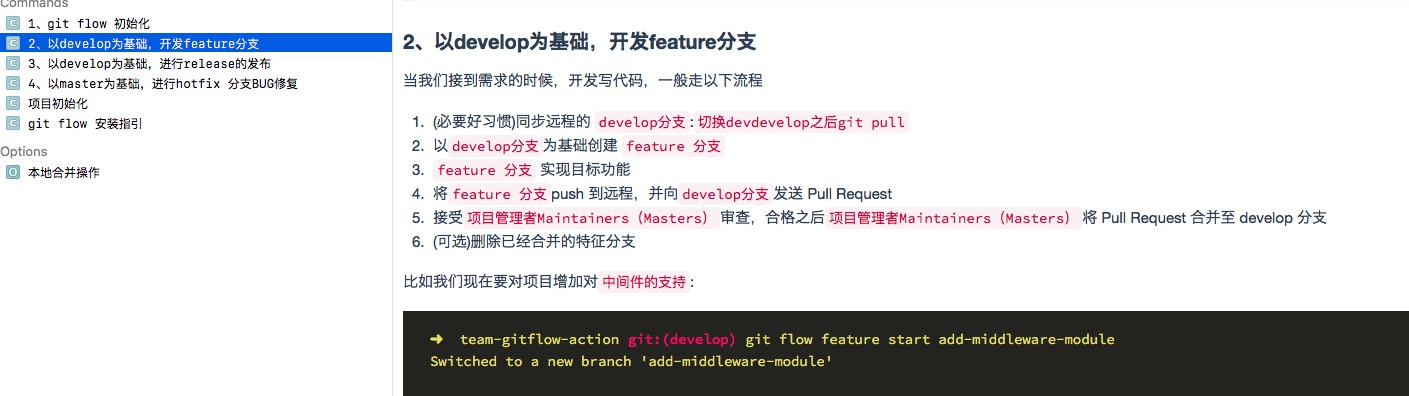 Commands
1、git flow 初始化
2、以develop为基础，开发feature分支
3、以develop为基础，进行release的发布
4、以master为基础，进行hotfix 分支BUG修复
项目初始化
git flow 安装指引
Options
本地合并操作
2、以develop为基础，开发feature分支
当我们接到需求的时候，开发写代码，一般走以下流程
1. (必要好习惯)同步远程的 develop分支:切换devdevelop之后git pull
2. 以develop分支为基础创建 feature 分支
3. feature 分支 实现目标功能
4. 将feature 分支push 到远程，并向develop分支发送 Pull Request
5. 接受项目管理者Maintainers（Masters）审查，合格之后项目管理者Maintainers（Masters）将 Pull Request 合并至 develop 分支
6. (可选)删除已经合并的特征分支
比如我们现在要对项目增加对中间件的支持:
➜ team-gitflow-action git:(develop) git flow feature start add-middleware-module
Switched to a new branch 'add-middleware-module'